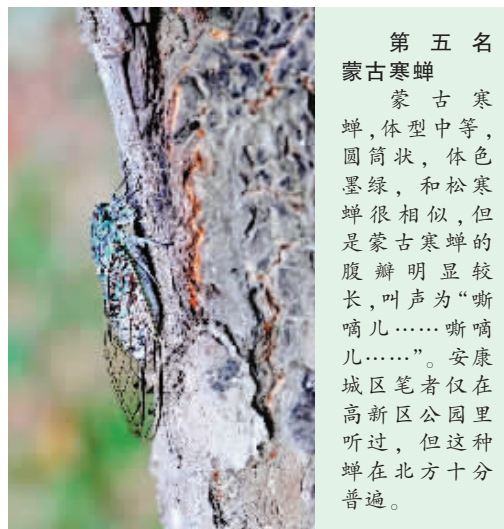 第五名
蒙古寒蝉
蒙古寒
蝉，体型中等，
圆筒状，体色
墨绿，和松寒
蝉很相似，但
是蒙古寒蝉的
腹瓣明显较
长，叫声为“嘶
嘀儿……嘶嘀
儿……”。安康
城区笔者仅在
高新区公园里
听过，但这种
蝉在北方十分
普遍。